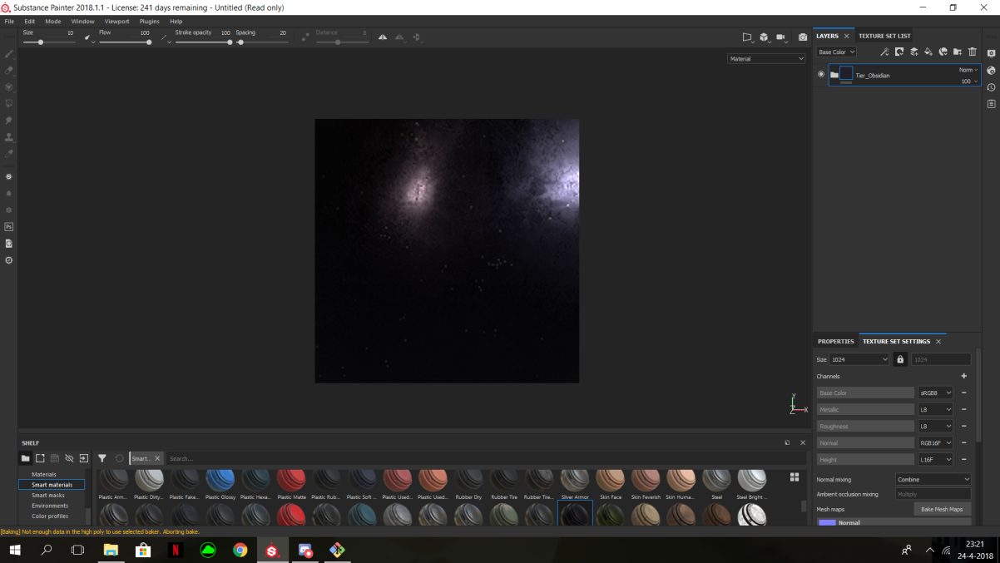 Substance Painter 2018.1.1 - License: 241 days remaining - Untitled (Read only)
File Edit Mode Window Viewport Plugins Help
Size 10 Flow 100 Stroke opacity 100 Spacing 20 Distance 8
Material
LAYERS TEXTURE SET LIST
Base Color
Tier_Obsidian
Norm
100
PROPERTIES TEXTURE SET SETTINGS
Size 1024 1024
Channels
Base Color sRGB8
Metallic L8
Roughness L8
Normal RGB16F
Height L16F
Normal mixing Combine
Ambient occlusion mixing Multiply
Mesh maps Bake Mesh Maps
Normal
Y
Z X
SHELF
Smart... Search...
Materials
Smart materials
Smart masks
Environments
Color profiles
Plastic Arm... Plastic Dirty... Plastic Fake... Plastic Glossy Plastic Hexa... Plastic Matte Plastic Rub... Plastic Soft ... Plastic Used... Plastic Used... Rubber Dry Rubber Tire Rubber Tire... Silver Armor Skin Face Skin Feverish Skin Huma... Steel Steel Bright ...
[Baking] Not enough data in the high poly to use selected baker. Aborting bake.
Ps
N
23:21
24-4-2018